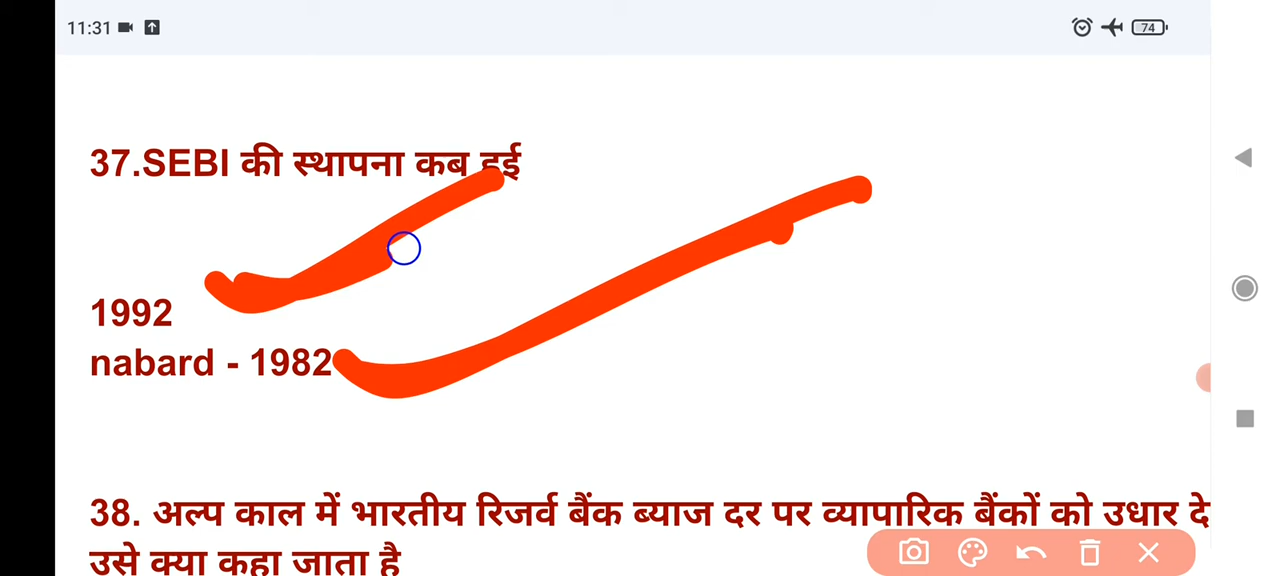 11:31
74
37.SEBI की स्थापना कब हुई
1992
nabard - 1982
38. अल्प काल में भारतीय रिजर्व बैंक ब्याज दर पर व्यापारिक बैंकों को उधार दे
उसे क्या कहा जाता है